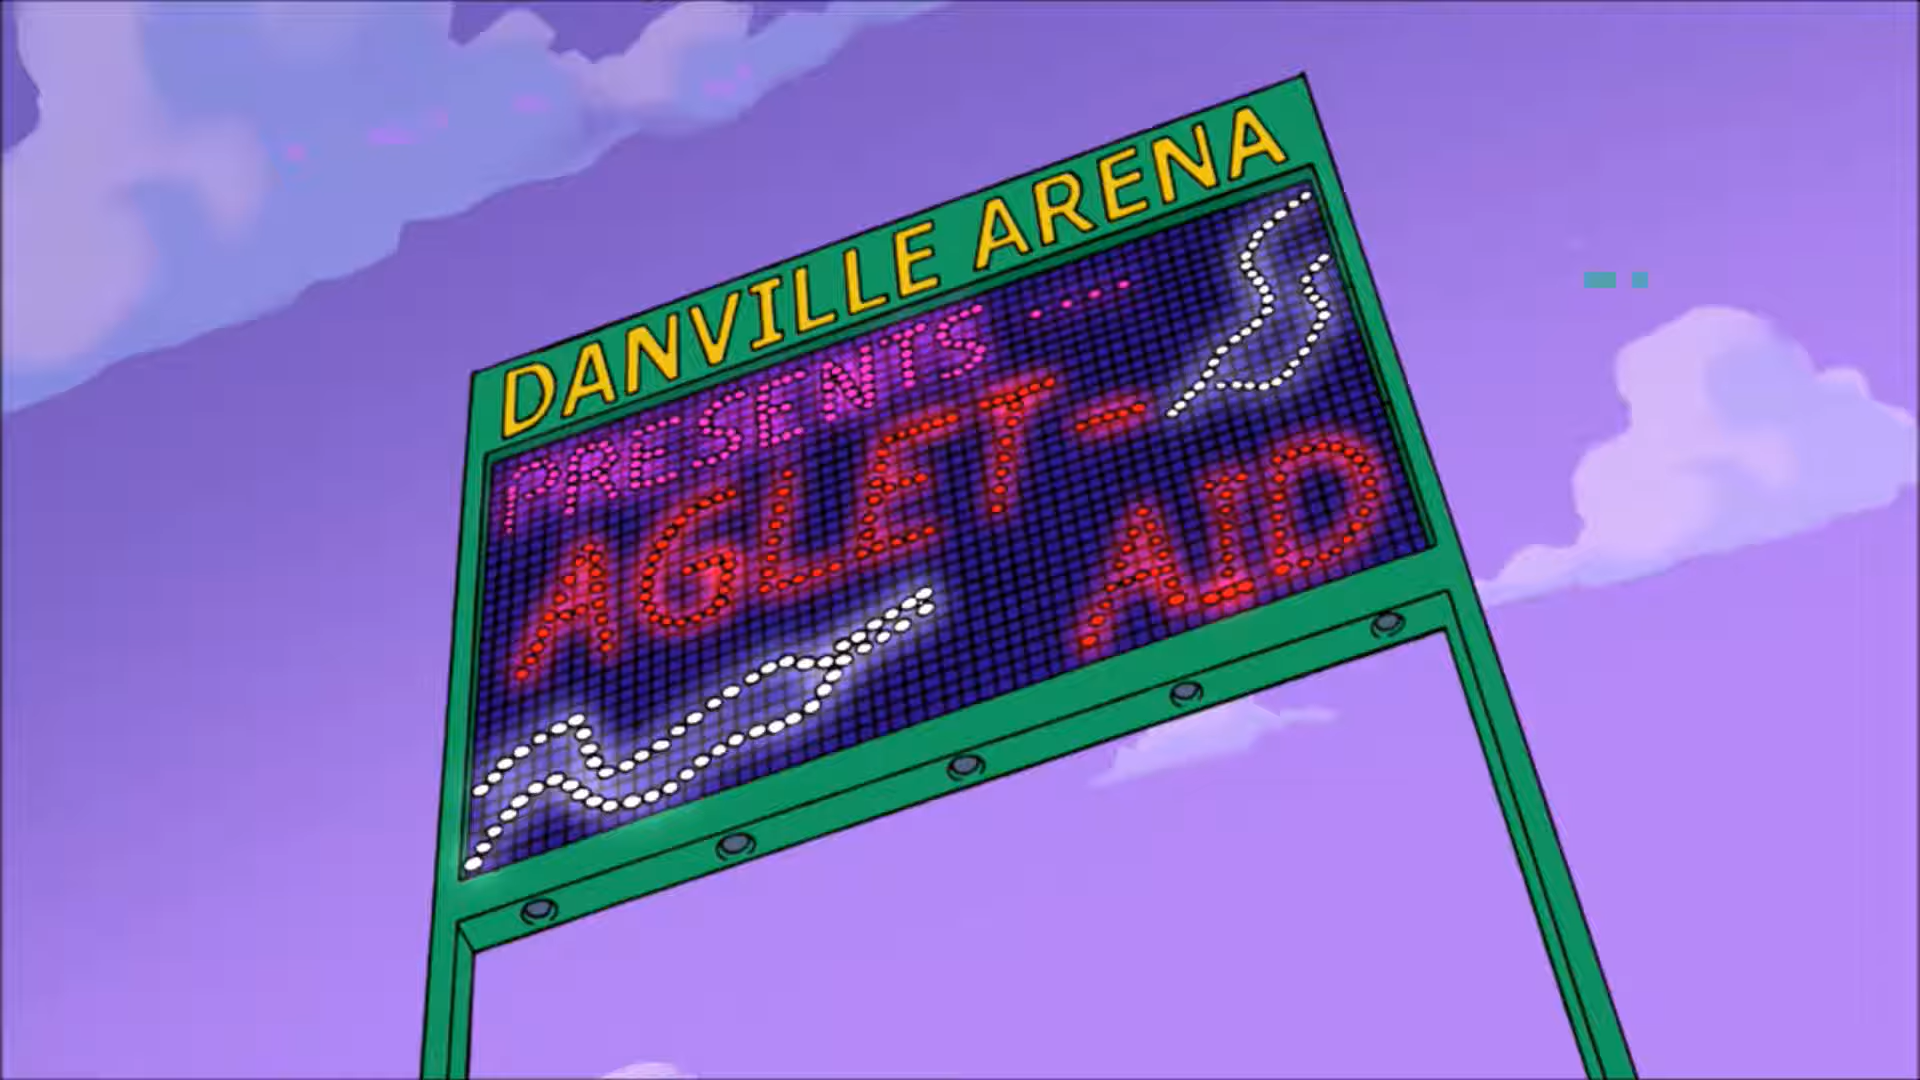 DANVILLE ARENA
PRESENTS .....
AGLET-
AID